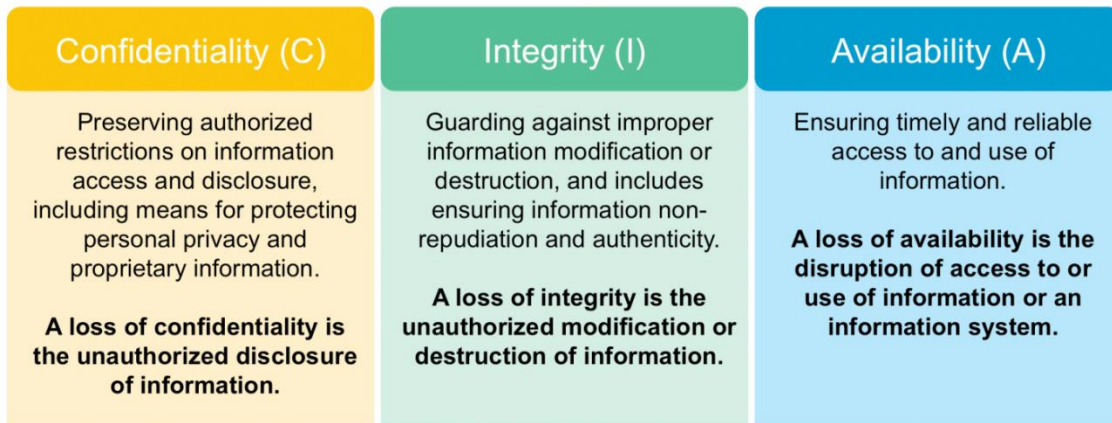 Confidentiality (C)
Preserving authorized
restrictions on information
access and disclosure,
including means for protecting
personal privacy and
proprietary information.
A loss of confidentiality is
the unauthorized disclosure
of information.
Integrity (I)
Guarding against improper
information modification or
destruction, and includes
ensuring information non-
repudiation and authenticity.
A loss of integrity is the
unauthorized modification or
destruction of information.
Availability (A)
Ensuring timely and reliable
access to and use of
information.
A loss of availability is the
disruption of access to or
use of information or an
information system.